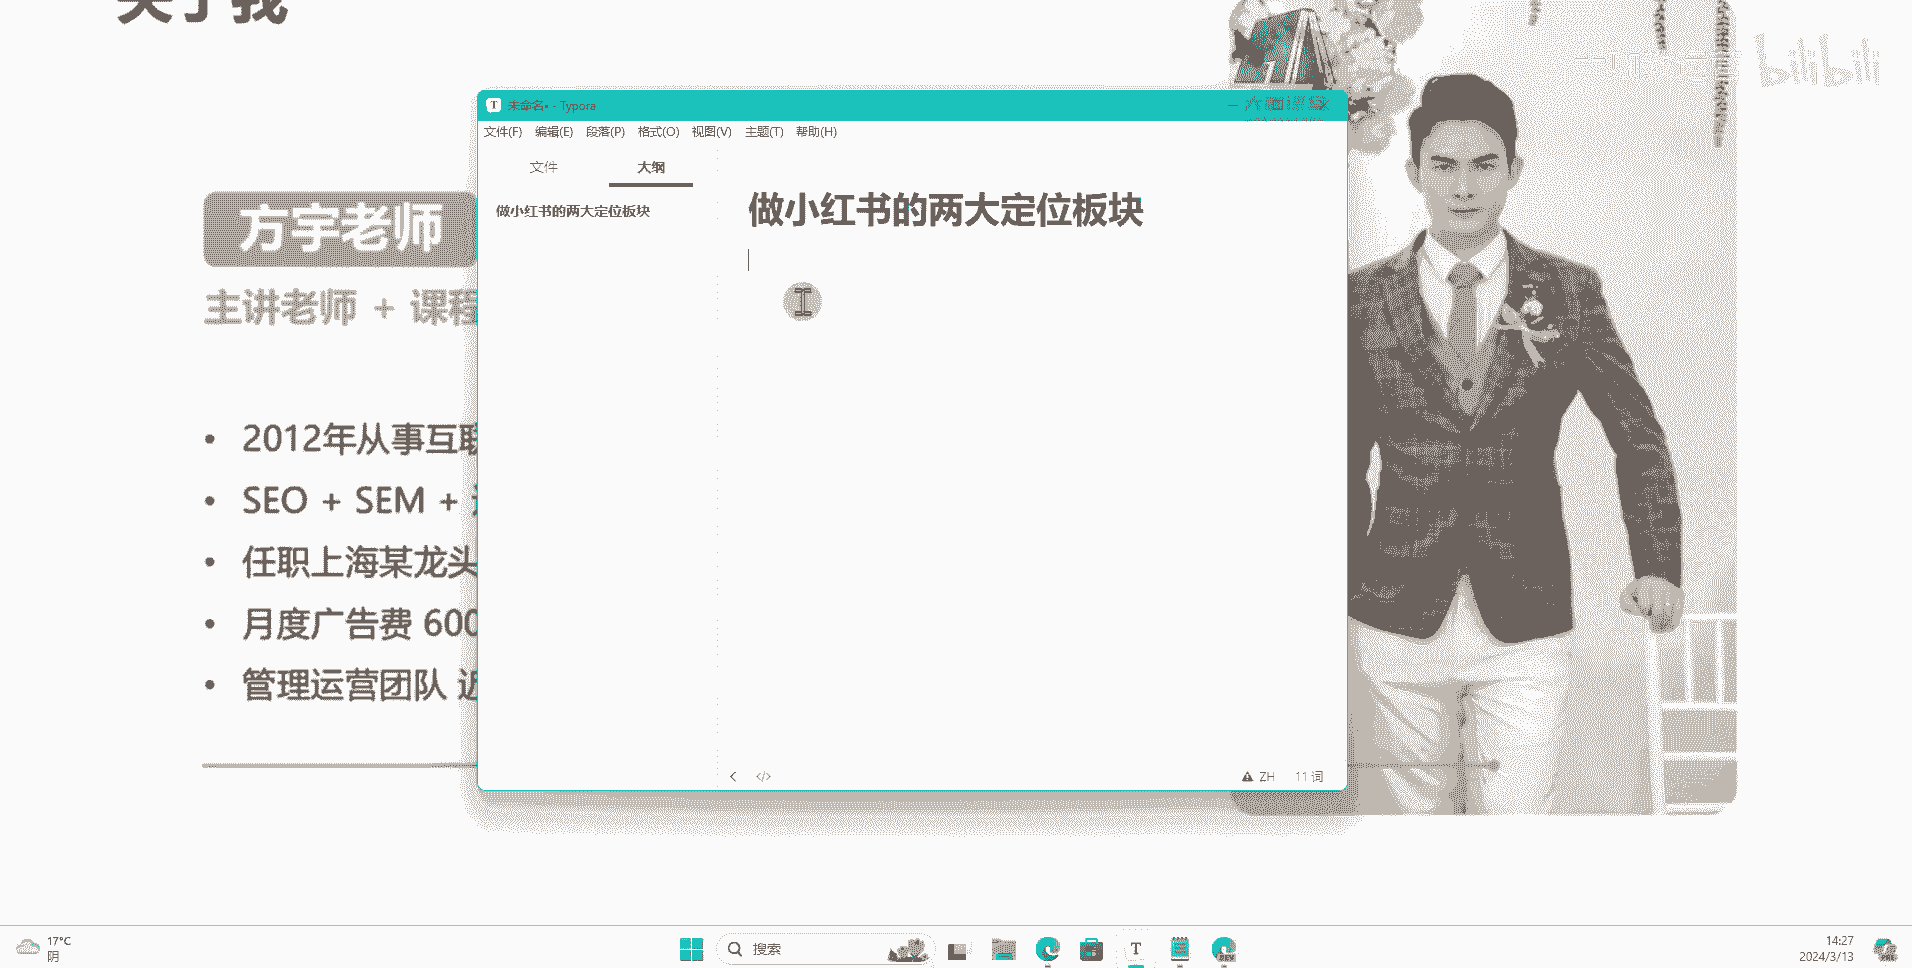 关于我
bilibili
未命名• - Typora
文件(F) 编辑(E) 段落(P) 格式(O) 视图(V) 主题(T) 帮助(H)
文件 大纲
做小红书的两大定位板块
做小红书的两大定位板块
方宇老师
主讲老师 + 课程
• 2012年从事互联
• SEO + SEM +
• 任职上海某龙头
• 月度广告费 600
• 管理运营团队 近
ZH 11 词
17°C
阴
搜索
T
DEV
14:27
2024/3/13
PRE